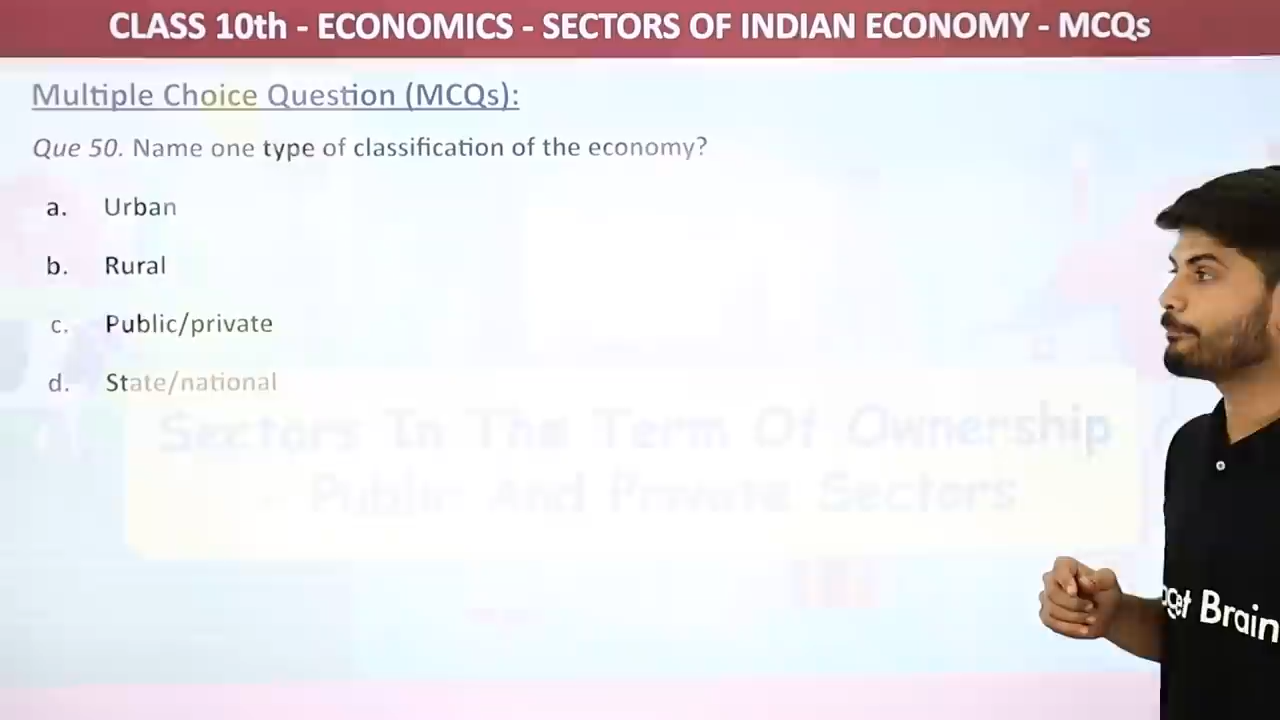 CLASS 10th - ECONOMICS - SECTORS OF INDIAN ECONOMY - MCQs
Multiple Choice Question (MCQs):
Que 50. Name one type of classification of the economy?
a. Urban
b. Rural
c. Public/private
d. State/national
Sectors In The Term Of Ownership
- Public And Private Sectors
Brain